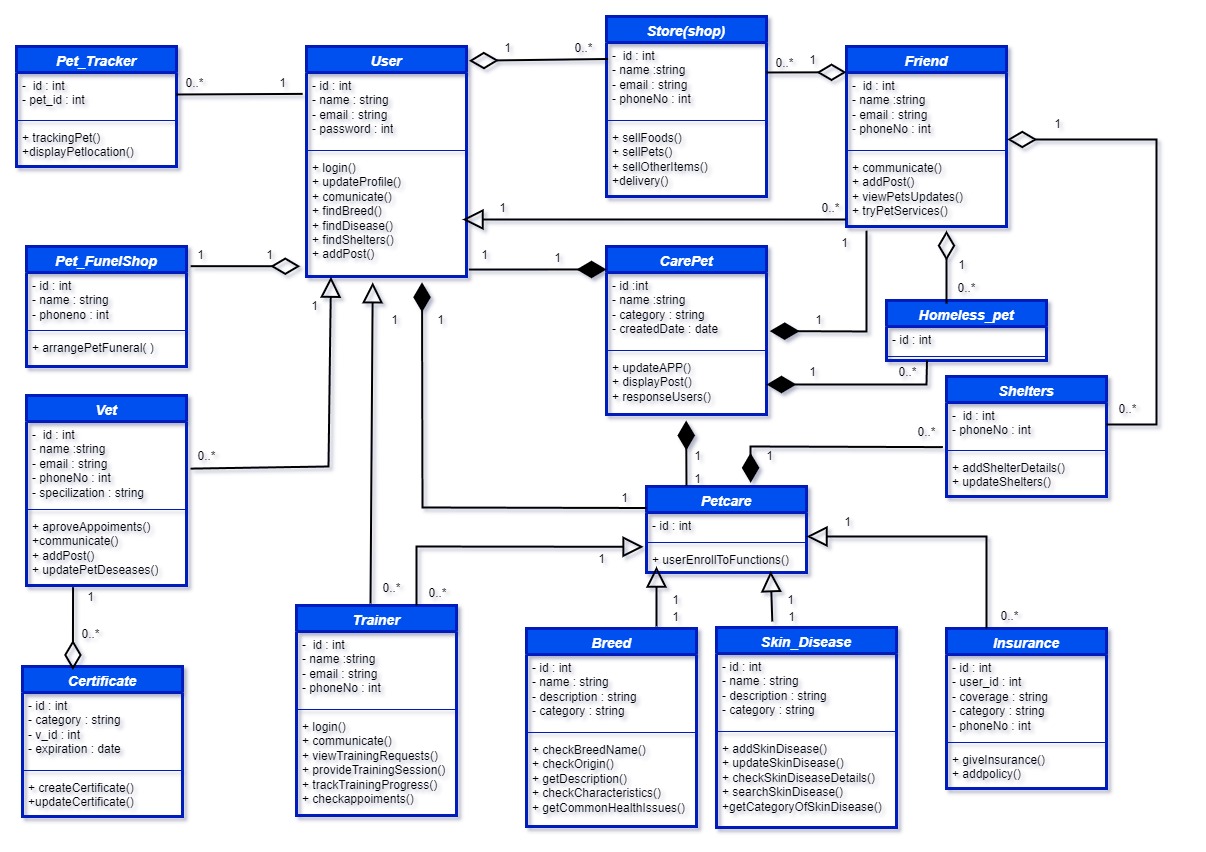 Pet_Tracker
- id : int
- pet_id : int
+ trackingPet()
+displayPetlocation()
0..*
1
User
- id : int
- name : string
- email : string
- password : int
+ login()
+ updateProfile()
+ comunicate()
+ findBreed()
+ findDisease()
+ findShelters()
+ addPost()
1
0..*
Store(shop)
- id : int
- name :string
- email : string
- phoneNo : int
+ sellFoods()
+ sellPets()
+ sellOtherItems()
+delivery()
0..*
1
Friend
- id : int
- name :string
- email : string
- phoneNo : int
+ communicate()
+ addPost()
+ viewPetsUpdates()
+ tryPetServices()
1
0..*
1
0..*
Pet_FunelShop
- id : int
- name : string
- phoneno : int
+ arrangePetFuneral( )
1
1
1
1
CarePet
- id :int
- name :string
- category : string
- createdDate : date
+ updateAPP()
+ displayPost()
+ responseUsers()
1
1
1
0..*
Homeless_pet
- id : int
1
0..*
Shelters
- id : int
- phoneNo : int
+ addShelterDetails()
+ updateShelters()
0..*
1
1
1
1
1
1
1
Vet
- id : int
- name :string
- email : string
- phoneNo : int
- specilization : string
+ aproveAppoiments()
+communicate()
+ addPost()
+ updatePetDeseases()
0..*
1
0..*
Petcare
- id : int
+ userEnrollToFunctions()
1
1
0..*
0..*
0..*
1
1
1
1
Certificate
- id : int
- category : string
- v_id : int
- expiration : date
+ createCertificate()
+updateCertificate()
Trainer
- id : int
- name :string
- email : string
- phoneNo : int
+ login()
+ communicate()
+ viewTrainingRequests()
+ provideTrainingSession()
+ trackTrainingProgress()
+ checkappoiments()
Breed
- id : int
- name : string
- description : string
- category : string
+ checkBreedName()
+ checkOrigin()
+ getDescription()
+ checkCharacteristics()
+ getCommonHealthIssues()
Skin_Disease
- id : int
- name : string
- description : string
- category : string
+ addSkinDisease()
+ updateSkinDisease()
+ checkSkinDiseaseDetails()
+ searchSkinDisease()
+getCategoryOfSkinDisease()
Insurance
- id : int
- user_id : int
- coverage : string
- category : string
- phoneNo : int
+ giveInsurance()
+ addpolicy()